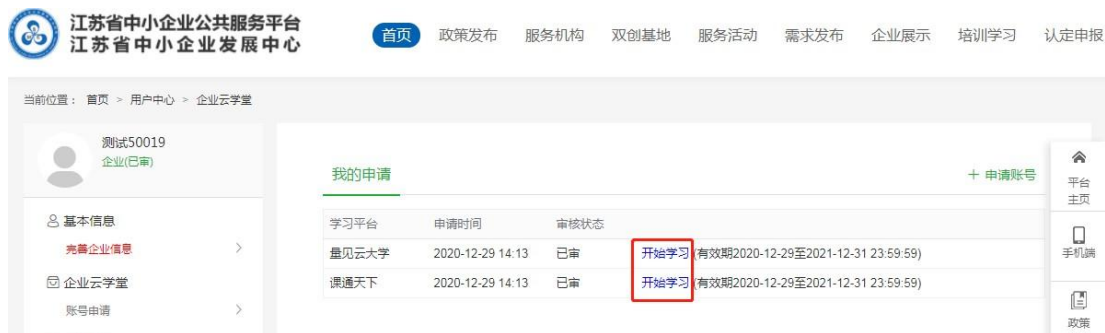 江苏省中小企业公共服务平台
江苏省中小企业发展中心
首页 政策发布 服务机构 双创基地 服务活动 需求发布 企业展示 培训学习 认定申报
当前位置： 首页 > 用户中心 > 企业云学堂
测试50019
企业(已审)
我的申请
+ 申请账号
基本信息
完善企业信息 >
企业云学堂
账号申请 >
学习平台 申请时间 审核状态
量见云大学 2020-12-29 14:13 已审 开始学习 (有效期2020-12-29至2021-12-31 23:59:59)
课通天下 2020-12-29 14:13 已审 开始学习 (有效期2020-12-29至2021-12-31 23:59:59)
平台
主页
手机端
政策